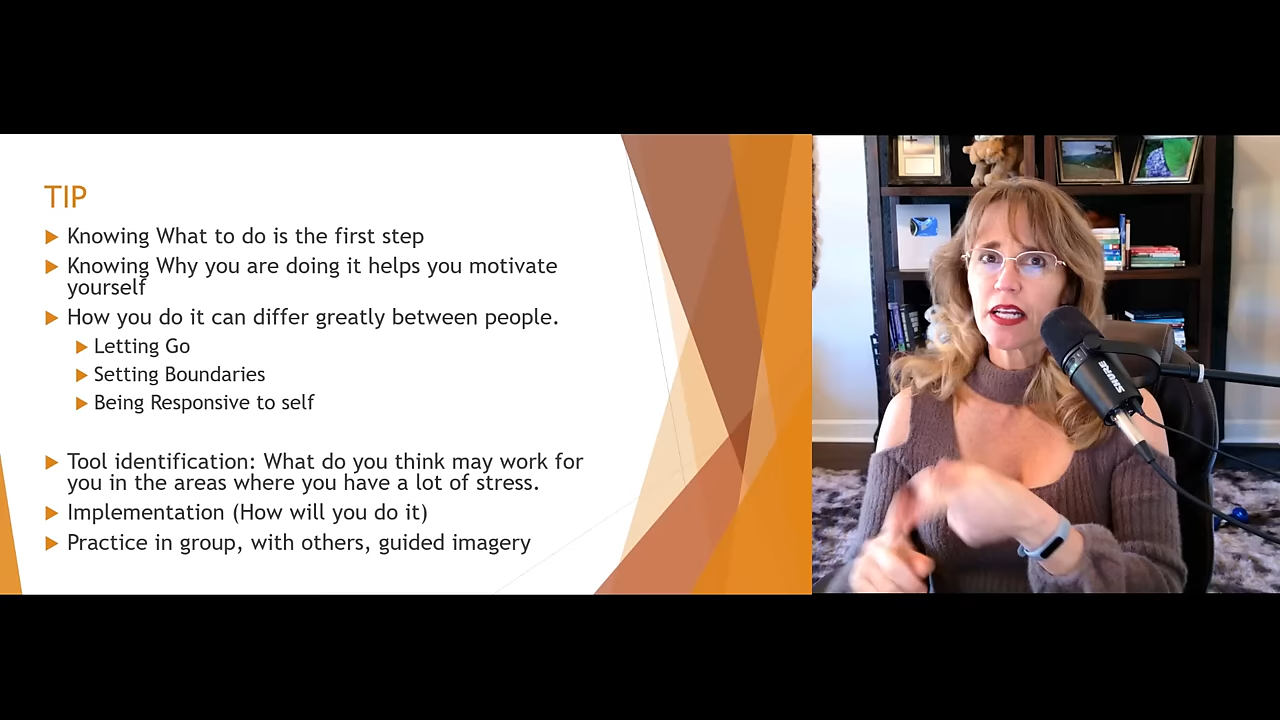 TIP
Knowing What to do is the first step
Knowing Why you are doing it helps you motivate
yourself
How you do it can differ greatly between people.
Letting Go
Setting Boundaries
Being Responsive to self
Tool identification: What do you think may work for
you in the areas where you have a lot of stress.
Implementation (How will you do it)
Practice in group, with others, guided imagery
SHURE